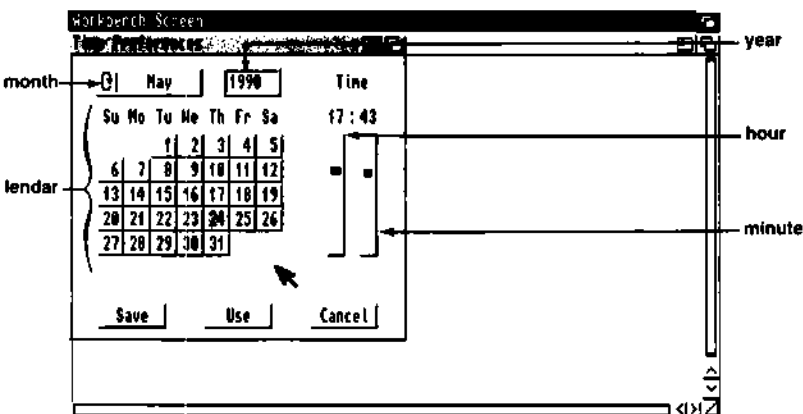 Workbench Screen
Time Preferences
year
month
May
1990
Time
Su Mo Tu We Th Fr Sa
17:43
hour
1 2 3 4 5
6 7 8 9 10 11 12
lendar
13 14 15 16 17 18 19
20 21 22 23 24 25 26
minute
27 28 29 30 31
Save
Use
Cancel